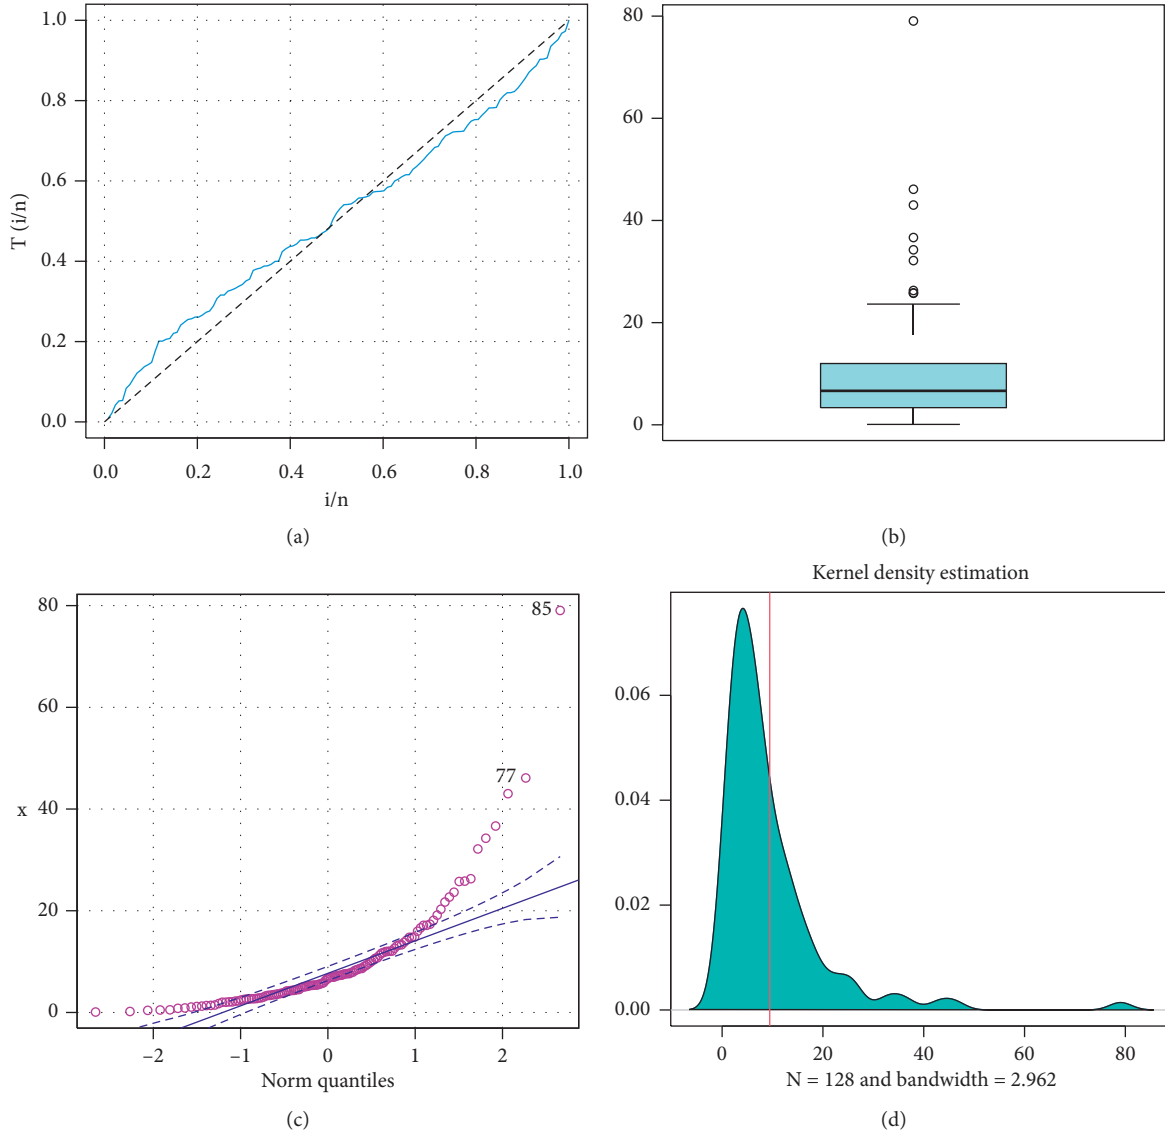 1.0
0.8
0.6
0.4
0.2
0.0
T (i/n)
0.0 0.2 0.4 0.6 0.8 1.0
i/n
(a)
80
60
40
20
0
(b)
80
60
40
20
0
x
85
77
−2 −1 0 1 2
Norm quantiles
(c)
Kernel density estimation
0.06
0.04
0.02
0.00
0 20 40 60 80
N = 128 and bandwidth = 2.962
(d)